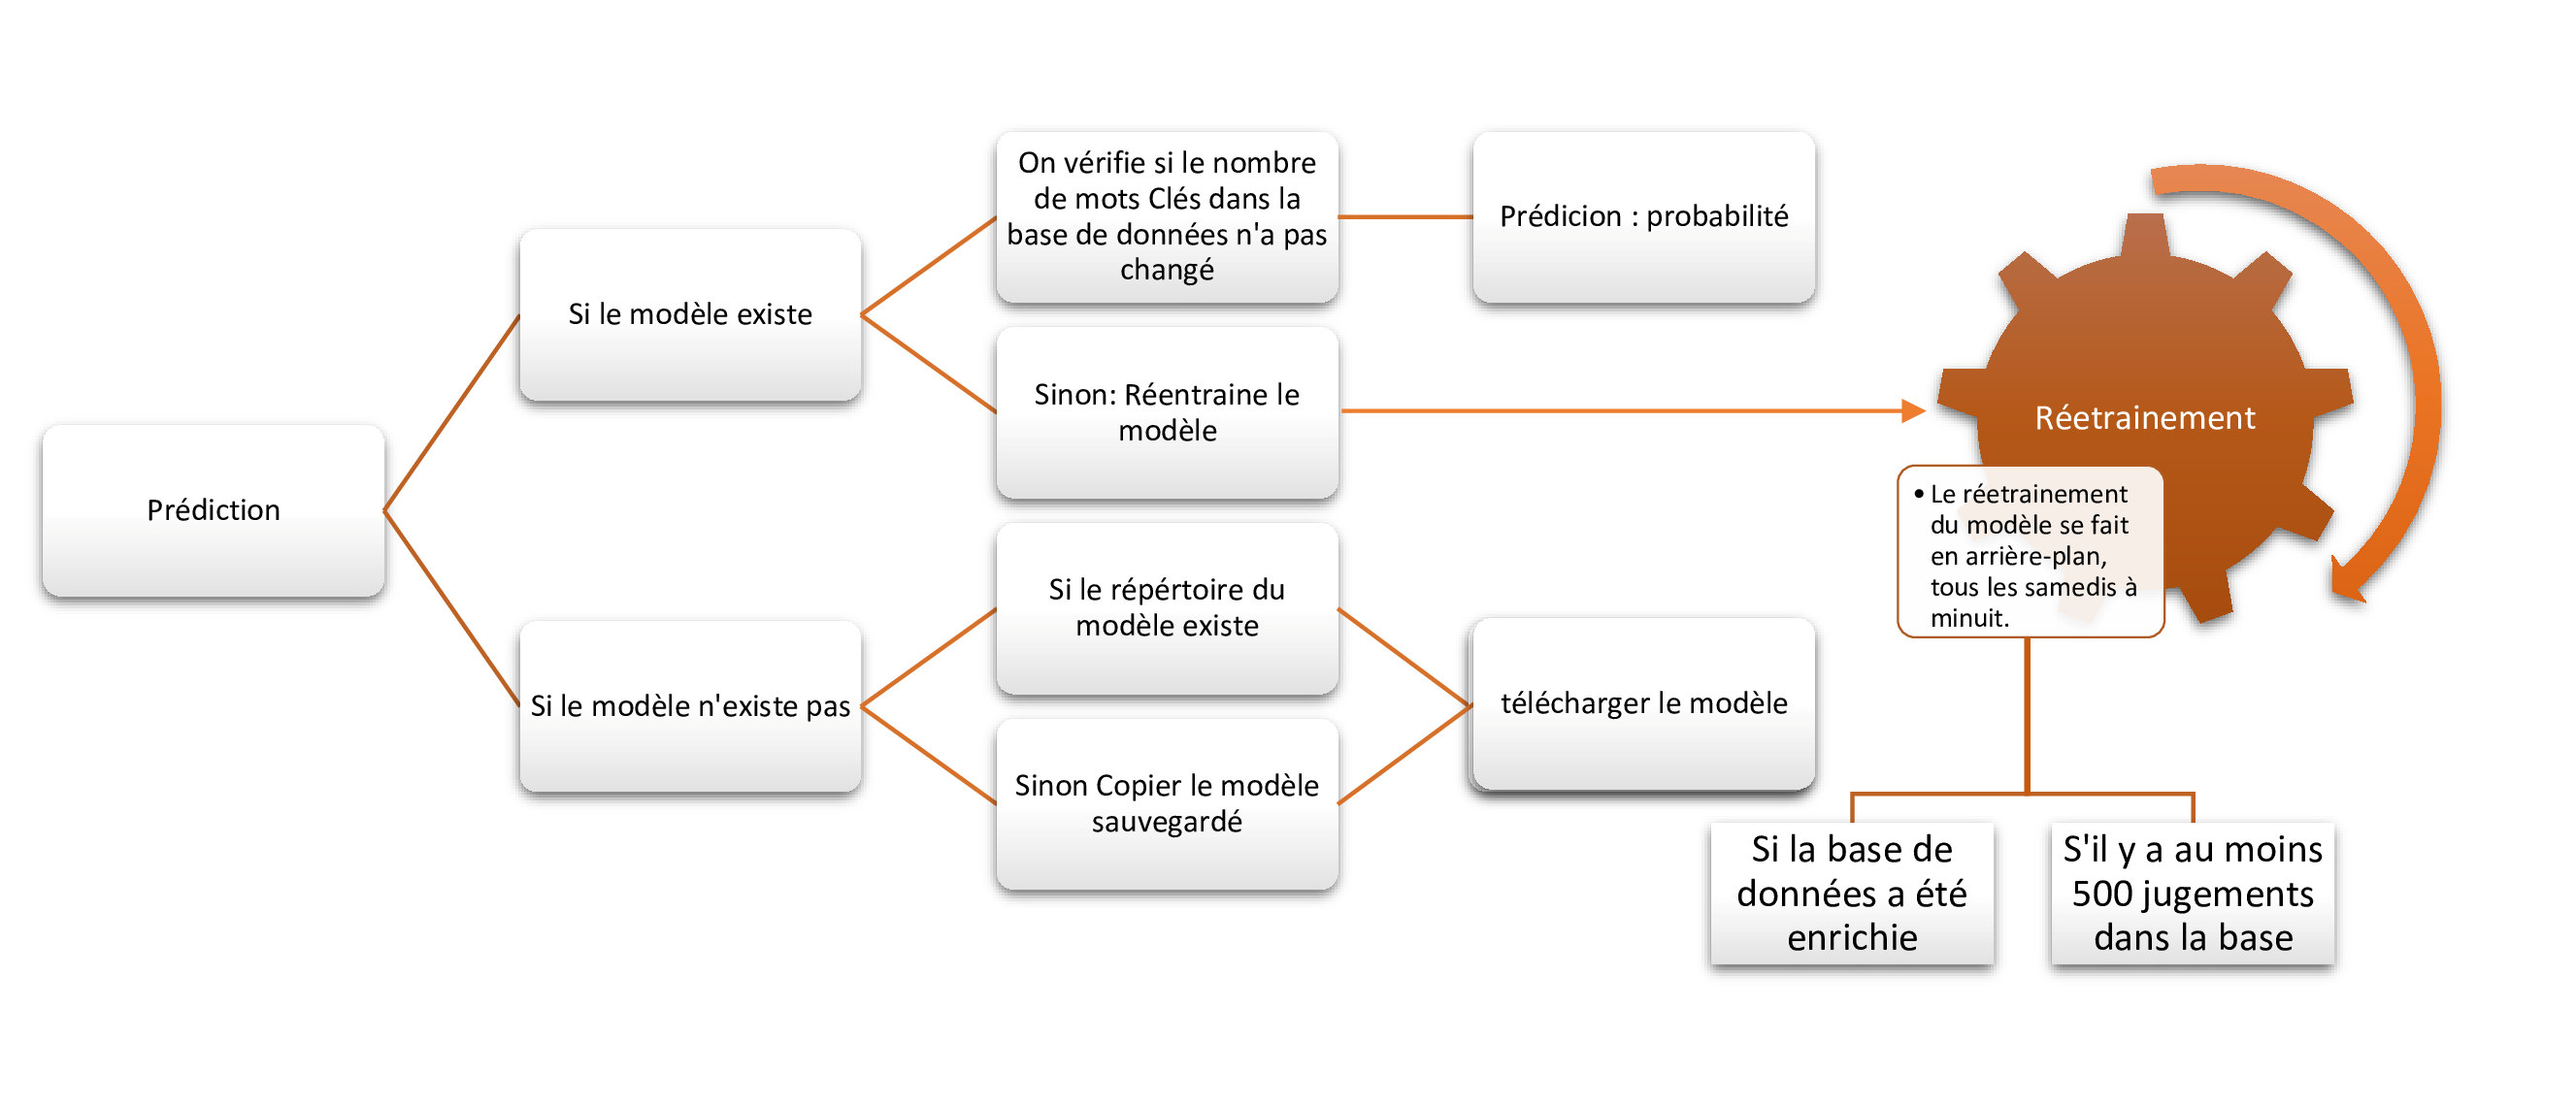 Prédiction
Si le modèle existe
On vérifie si le nombre
de mots Clés dans la
base de données n'a pas
changé
Prédicion : probabilité
Sinon: Réentraine le
modèle
Si le modèle n'existe pas
Si le répértoire du
modèle existe
Sinon Copier le modèle
sauvegardé
télécharger le modèle
Réetrainement
• Le réetrainement
du modèle se fait
en arrière-plan,
tous les samedis à
minuit.
Si la base de
données a été
enrichie
S'il y a au moins
500 jugements
dans la base